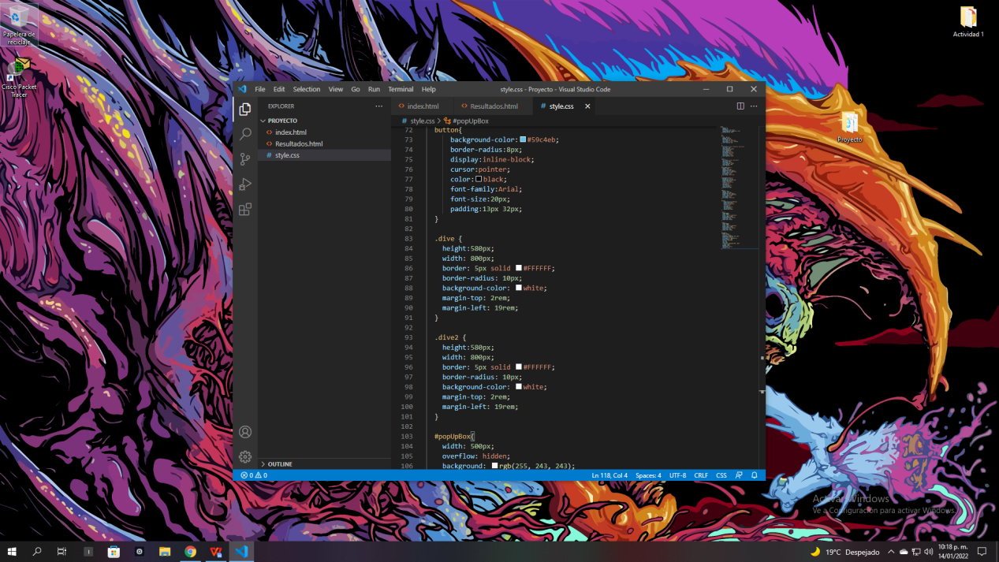 Papelera de
reciclaje
Cisco Packet
Tracer
Actividad 1
Proyecto
File Edit Selection View Go Run Terminal Help
style.css - Proyecto - Visual Studio Code
EXPLORER
PROYECTO
index.html
Resultados.html
style.css
OUTLINE
index.html Resultados.html style.css
style.css > #popUpBox
72 button{
73 background-color:#59c4eb;
74 border-radius:8px;
75 display:inline-block;
76 cursor:pointer;
77 color:black;
78 font-family:Arial;
79 font-size:20px;
80 padding:13px 32px;
81 }
82
83 .dive {
84 height:580px;
85 width: 800px;
86 border: 5px solid #FFFFFF;
87 border-radius: 10px;
88 background-color: white;
89 margin-top: 2rem;
90 margin-left: 19rem;
91 }
92
93 .dive2 {
94 height:580px;
95 width: 800px;
96 border: 5px solid #FFFFFF;
97 border-radius: 10px;
98 background-color: white;
99 margin-top: 2rem;
100 margin-left: 19rem;
101 }
102
103 #popUpBox{
104 width: 500px;
105 overflow: hidden;
106 background: rgb(255, 243, 243);
0 0 Ln 118, Col 4 Spaces: 4 UTF-8 CRLF CSS
Activar Windows
Ve a Configuración para activar Windows.
19°C Despejado
10:18 p. m.
14/01/2022